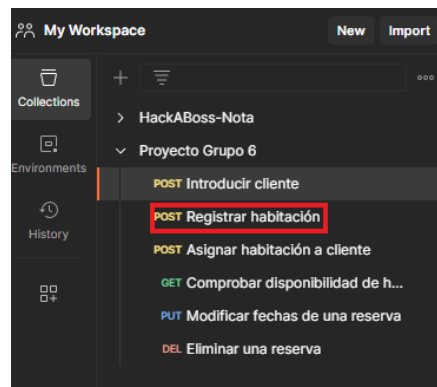 My Workspace New Import
Collections
HackABoss-Nota
Proyecto Grupo 6
Environments
POST Introducir cliente
POST Registrar habitación
History
POST Asignar habitación a cliente
GET Comprobar disponibilidad de h...
PUT Modificar fechas de una reserva
DEL Eliminar una reserva